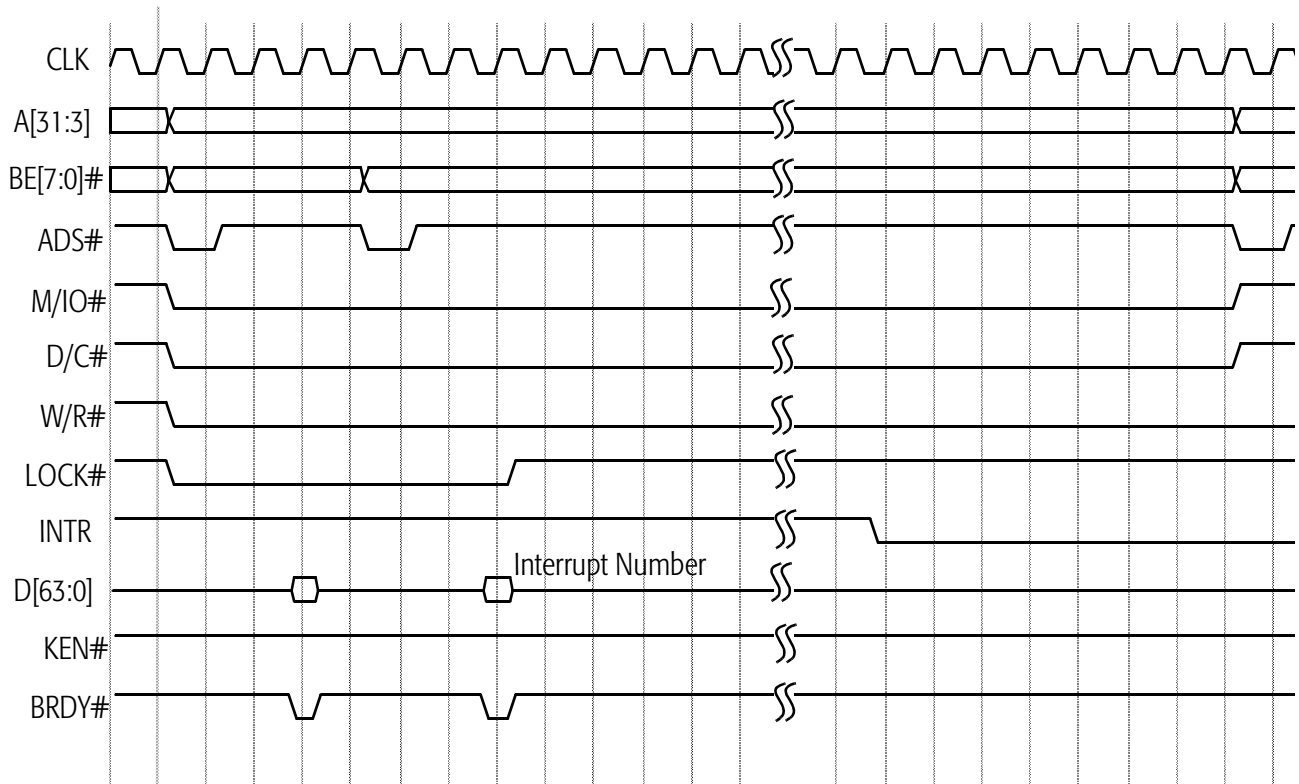 CLK
A[31:3]
BE[7:0]#
ADS#
M/IO#
D/C#
W/R#
LOCK#
INTR
Interrupt Number
D[63:0]
KEN#
BRDY#